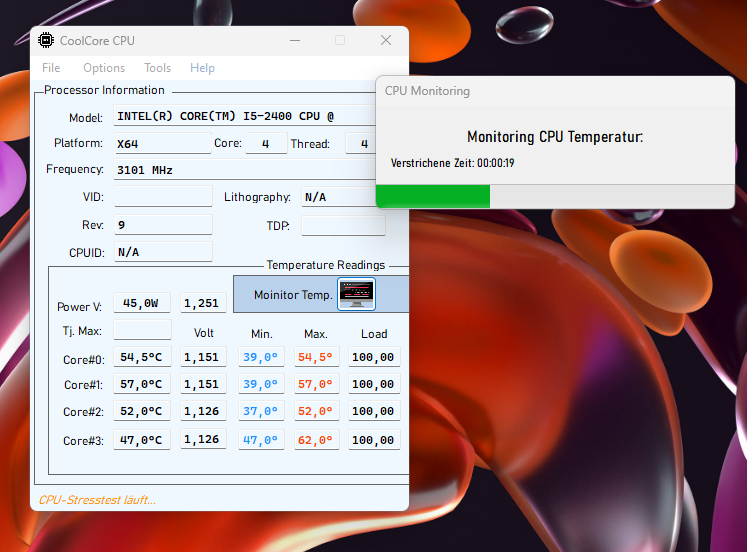 CoolCore CPU
File Options Tools Help
Processor Information
Model: INTEL(R) CORE(TM) I5-2400 CPU @
Platform: X64 Core: 4 Thread: 4
Frequency: 3101 MHz
VID: Lithography: N/A
Rev: 9 TDP:
CPUID: N/A
Temperature Readings
Power V: 45,0W 1,251 Moinitor Temp.
Tj. Max: Volt Min. Max. Load
Core#0: 54,5°C 1,151 39,0° 54,5° 100,00
Core#1: 57,0°C 1,151 39,0° 57,0° 100,00
Core#2: 52,0°C 1,126 37,0° 52,0° 100,00
Core#3: 47,0°C 1,126 47,0° 62,0° 100,00
CPU-Stresstest läuft...
CPU Monitoring
Monitoring CPU Temperatur:
Verstrichene Zeit: 00:00:19